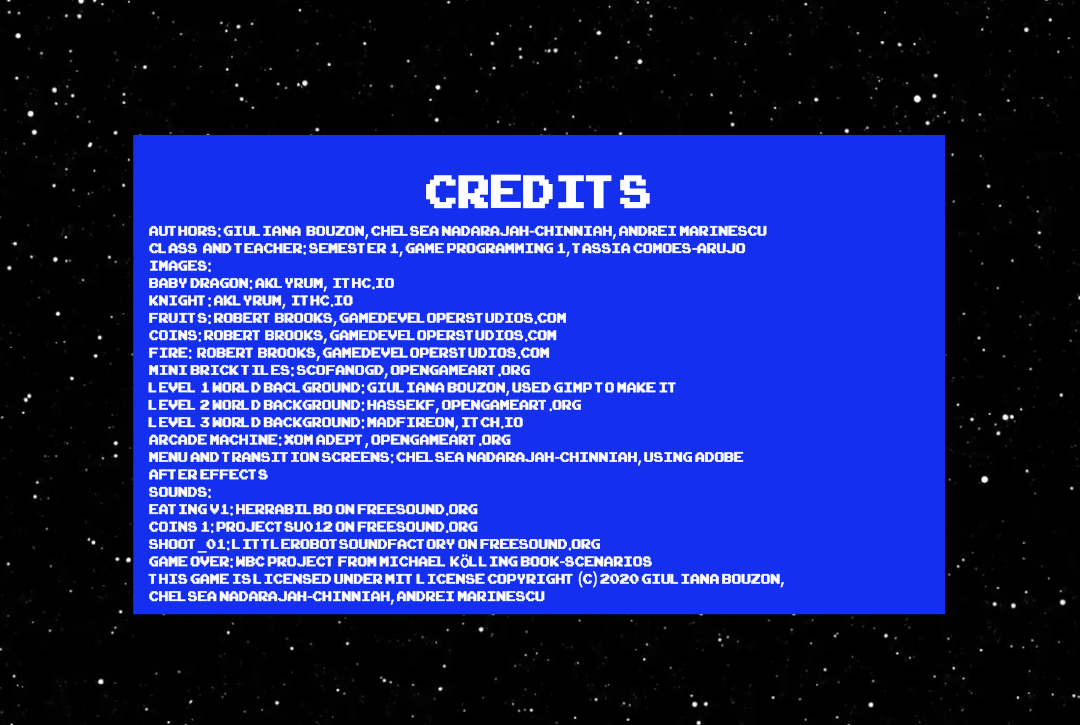 CREDITS
AUTHORS: GIULIANA BOUZON, CHELSEA NADARAJAH-CHINNIAH, ANDREI MARINESCU
CLASS AND TEACHER: SEMESTER 1, GAME PROGRAMMING 1, TASSIA COMOES-ARUJO
IMAGES:
BABY DRAGON: AKLYRUM, ITHC.IO
KNIGHT: AKLYRUM, ITHC.IO
FRUITS: ROBERT BROOKS, GAMEDEVELOPERSTUDIOS.COM
COINS: ROBERT BROOKS, GAMEDEVELOPERSTUDIOS.COM
FIRE: ROBERT BROOKS, GAMEDEVELOPERSTUDIOS.COM
MINI BRICK TILES: SCOFANOGD, OPENGAMEART.ORG
LEVEL 1 WORLD BACLGROUND: GIULIANA BOUZON, USED GIMP TO MAKE IT
LEVEL 2 WORLD BACKGROUND: HASSEKF, OPENGAMEART.ORG
LEVEL 3 WORLD BACKGROUND: MADFIREON, ITCH.IO
ARCADE MACHINE: XOM ADEPT, OPENGAMEART.ORG
MENU AND TRANSITION SCREENS: CHELSEA NADARAJAH-CHINNIAH, USING ADOBE
AFTER EFFECTS
SOUNDS:
EATING V1: HERRABILBO ON FREESOUND.ORG
COINS 1: PROJECTSU012 ON FREESOUND.ORG
SHOOT_01: LITTLEROBOTSOUNDFACTORY ON FREESOUND.ORG
GAME OVER: WBC PROJECT FROM MICHAEL KÖLLING BOOK-SCENARIOS
THIS GAME IS LICENSED UNDER MIT LICENSE COPYRIGHT (C) 2020 GIULIANA BOUZON,
CHELSEA NADARAJAH-CHINNIAH, ANDREI MARINESCU